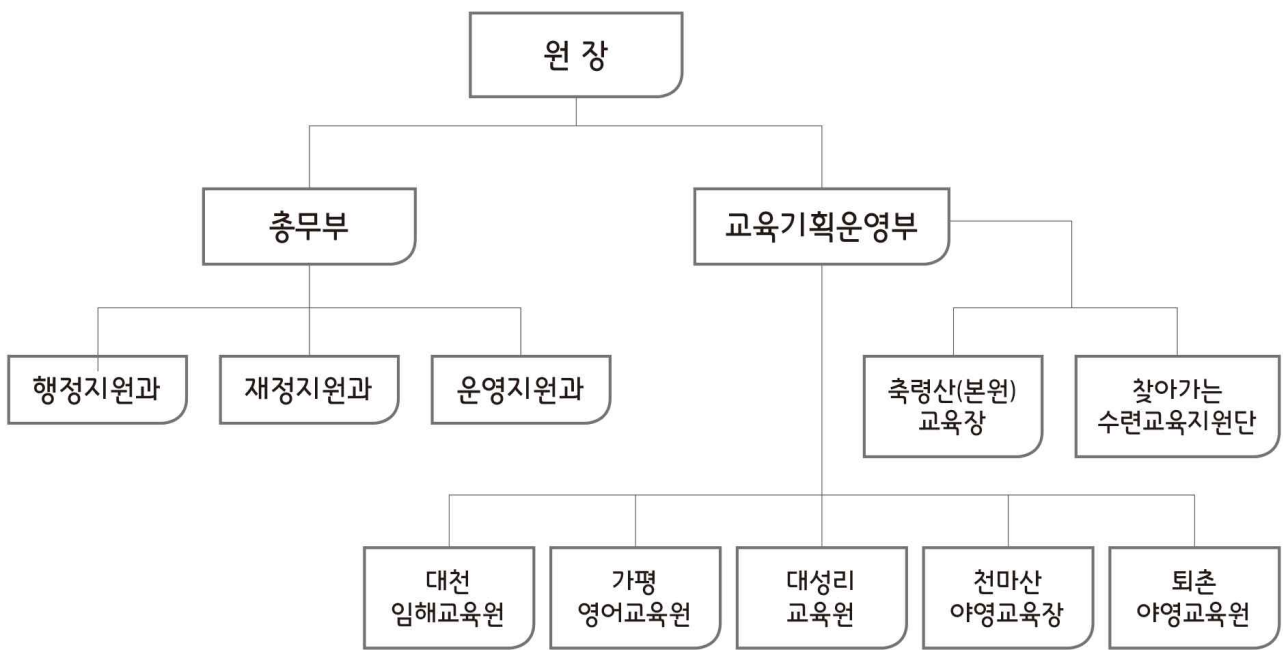 원 장
총무부
교육기획운영부
행정지원과
재정지원과
운영지원과
축령산(본원)
교육장
찾아가는
수련교육지원단
대천
임해교육원
가평
영어교육원
대성리
교육원
천마산
야영교육장
퇴촌
야영교육원